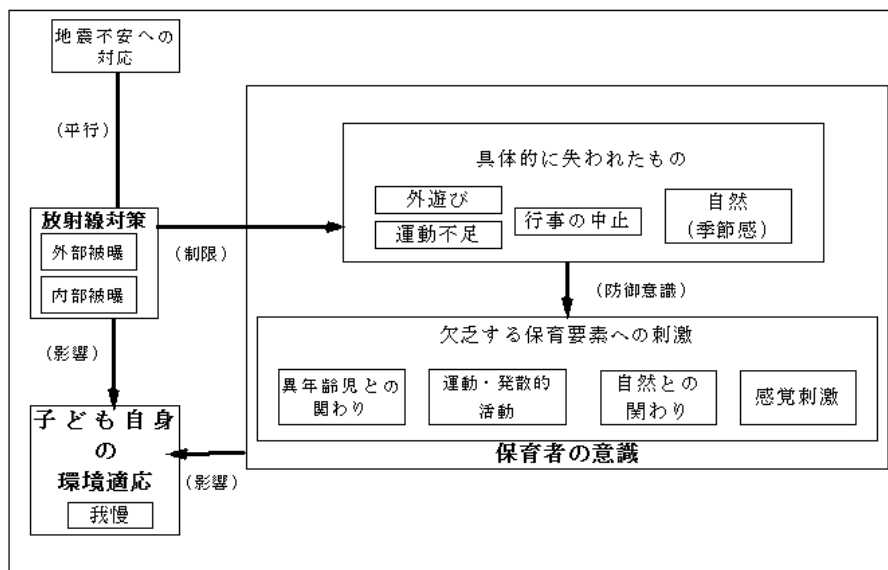 地震不安への
対応
(平行)
放射線対策
外部被曝
内部被曝
(制限)
具体的に失われたもの
外遊び
運動不足
行事の中止
自然
(季節感)
(防御意識)
欠乏する保育要素への刺激
異年齢児との
関わり
運動・発散的
活動
自然との
関わり
感覚刺激
保育者の意識
(影響)
子ども自身
の
環境適応
我慢
(影響)